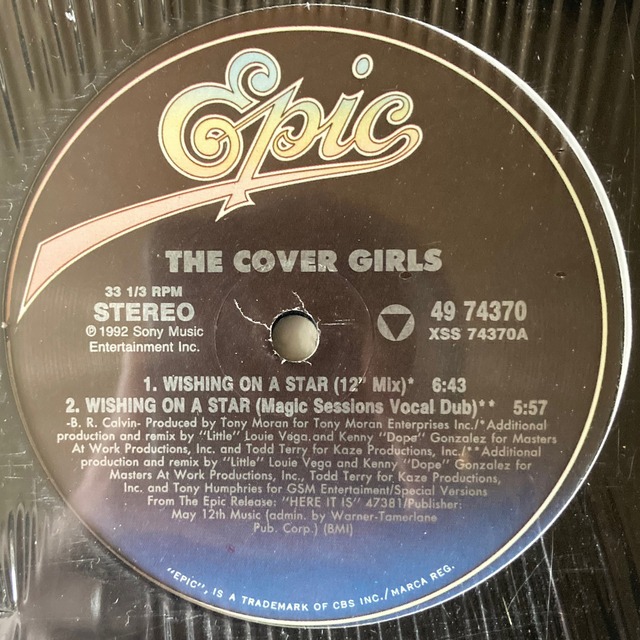 Epic
THE COVER GIRLS
33 1/3 RPM
STEREO
℗ 1992 Sony Music
Entertainment Inc.
49 74370
XSS 74370A
1. WISHING ON A STAR (12" Mix)* 6:43
2. WISHING ON A STAR (Magic Sessions Vocal Dub)** 5:57
-B. R. Calvin- Produced by Tony Moran for Tony Moran Enterprises Inc./*Additional
production and remix by "Little" Louie Vega and Kenny "Dope" Gonzalez for Masters
At Work Productions, Inc. and Todd Terry for Kaze Productions, Inc./**Additional
production and remix by "Little" Louie Vega and Kenny "Dope" Gonzalez for
Masters At Work Productions, Inc., Todd Terry for Kaze Productions,
Inc. and Tony Humphries for GSM Entertaiment/Special Versions
From The Epic Release: "HERE IT IS" 47381/Publisher:
May 12th Music (admin. by Warner-Tamerlane
Pub. Corp.) (BMI)
"EPIC", IS A TRADEMARK OF CBS INC./MARCA REG.